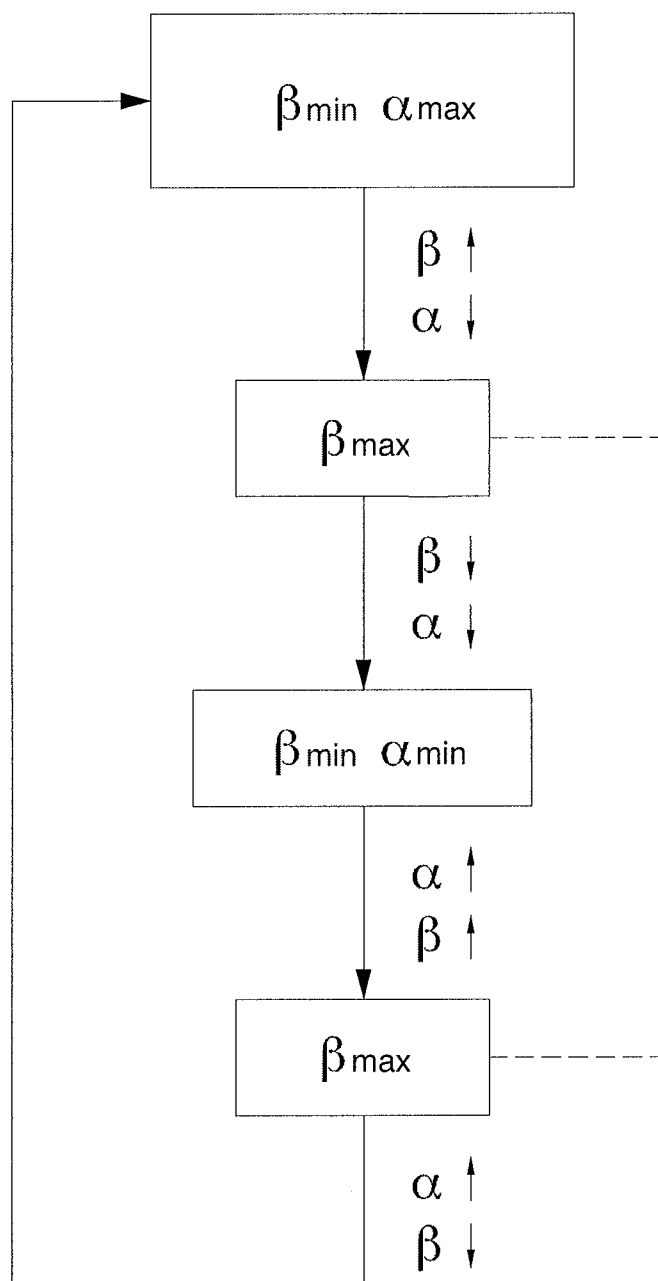 βmin αmax
β ↑
α ↓
βmax
β ↓
α ↓
βmin αmin
α ↑
β ↑
βmax
α ↑
β ↓